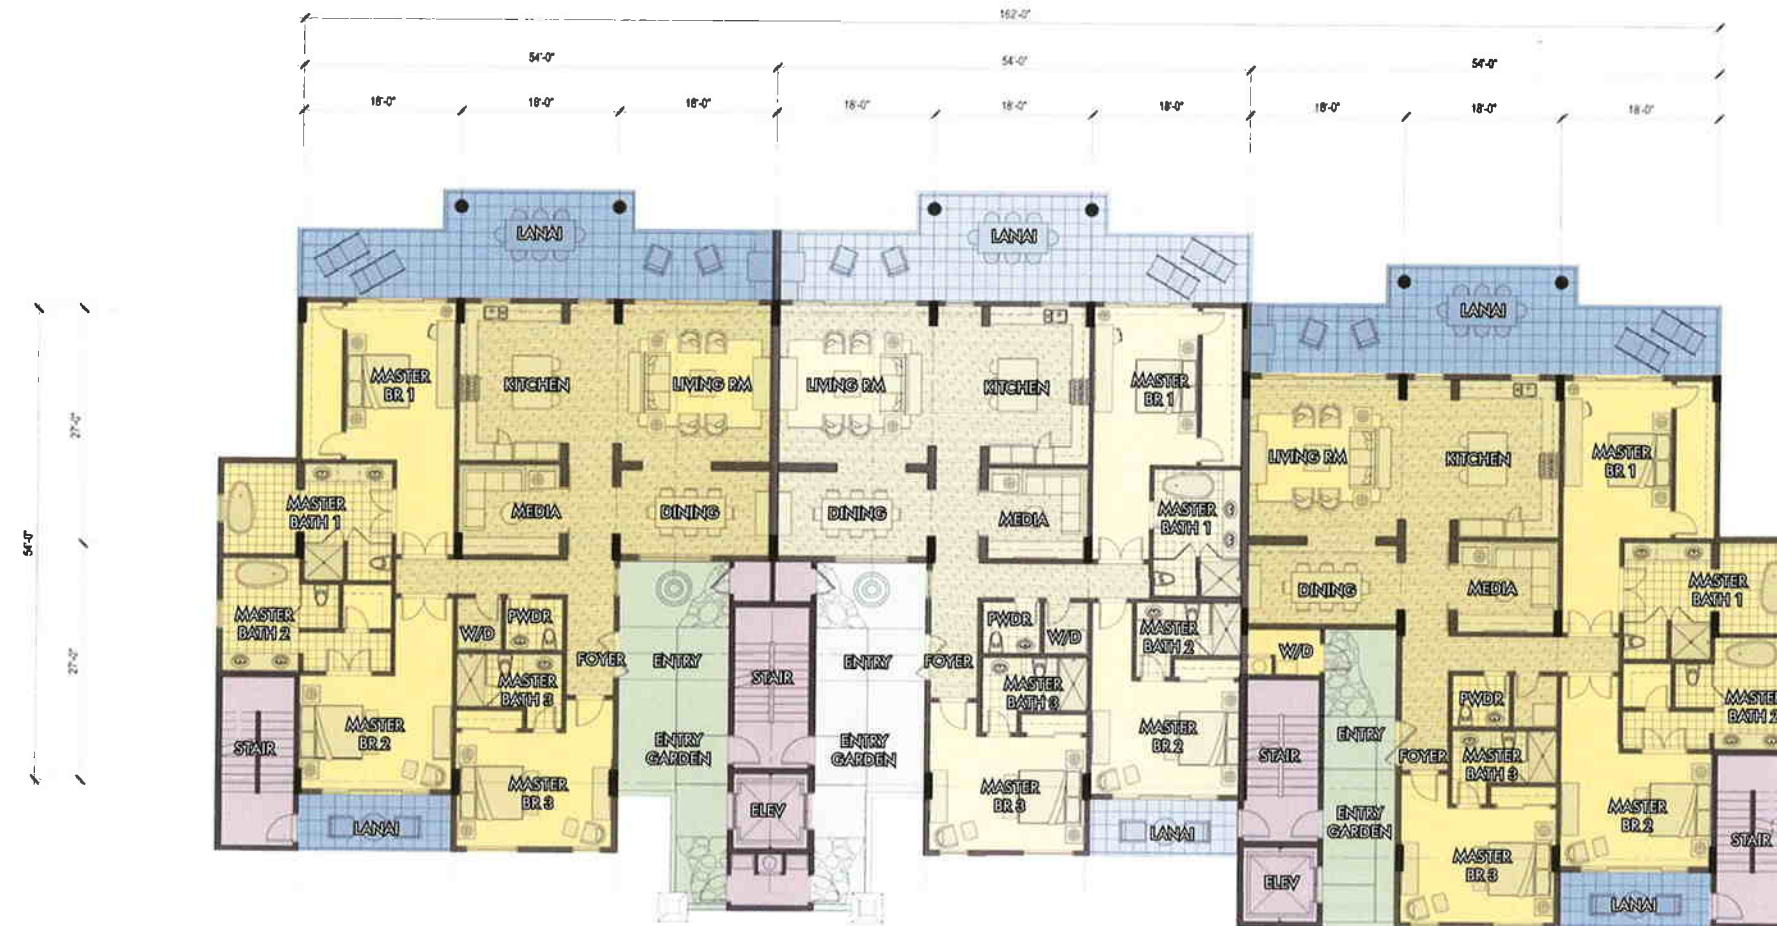 162'-0"
54'-0"
54'-0"
54'-0"
18'-0"
18'-0"
18'-0"
18'-0"
18'-0"
18'-0"
18'-0"
18'-0"
18'-0"
54'-0"
27'-0"
27'-0"
LANAI
MASTER
BR 1
KITCHEN
LIVING RM
MASTER
BATH 1
MEDIA
DINING
MASTER
BATH 2
W/D
PWDR
FOYER
ENTRY
MASTER
BATH 3
STAIR
MASTER
BR 2
ENTRY
GARDEN
MASTER
BR 3
LANAI
STAIR
ELEV
LANAI
LIVING RM
KITCHEN
MASTER
BR 1
DINING
MEDIA
MASTER
BATH 1
PWDR
W/D
MASTER
BATH 2
ENTRY
FOYER
MASTER
BATH 3
ENTRY
GARDEN
MASTER
BR 2
MASTER
BR 3
LANAI
LANAI
LIVING RM
KITCHEN
MASTER
BR 1
DINING
MEDIA
MASTER
BATH 1
W/D
PWDR
MASTER
BATH 2
ENTRY
FOYER
STAIR
MASTER
BATH 3
ENTRY
GARDEN
MASTER
BR 2
STAIR
MASTER
BR 3
ELEV
LANAI